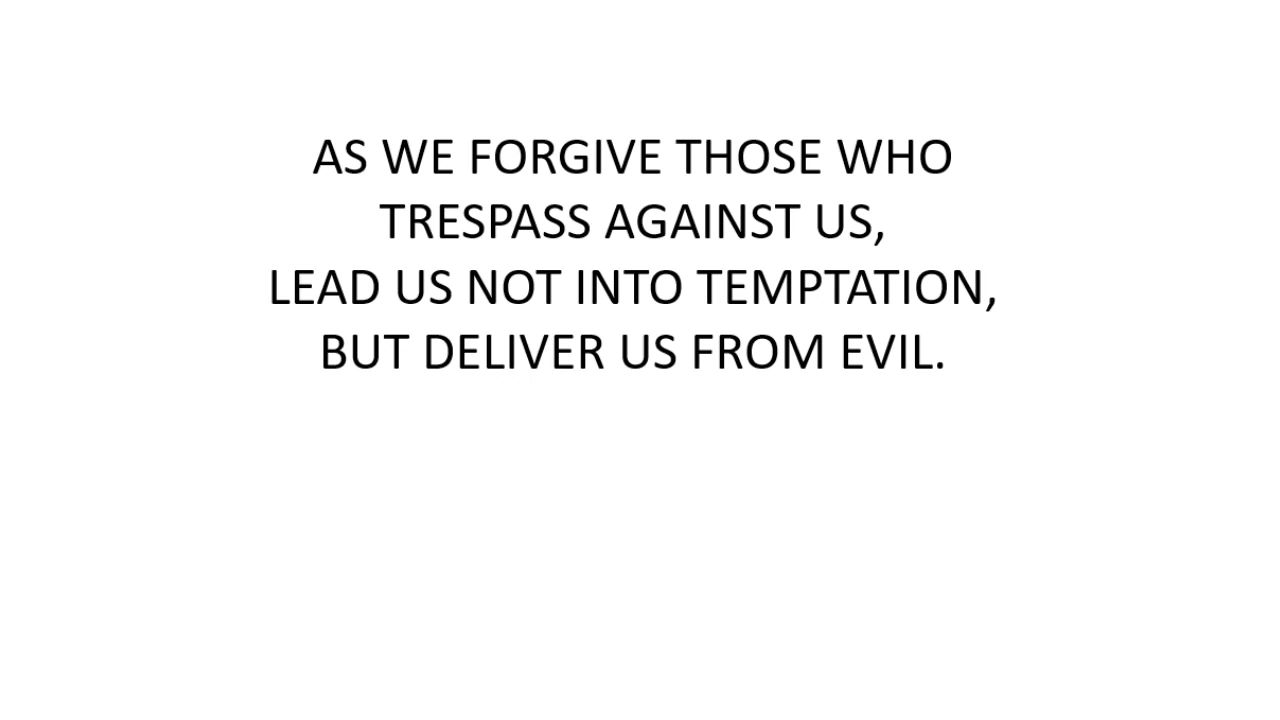 AS WE FORGIVE THOSE WHO
TRESPASS AGAINST US,
LEAD US NOT INTO TEMPTATION,
BUT DELIVER US FROM EVIL.